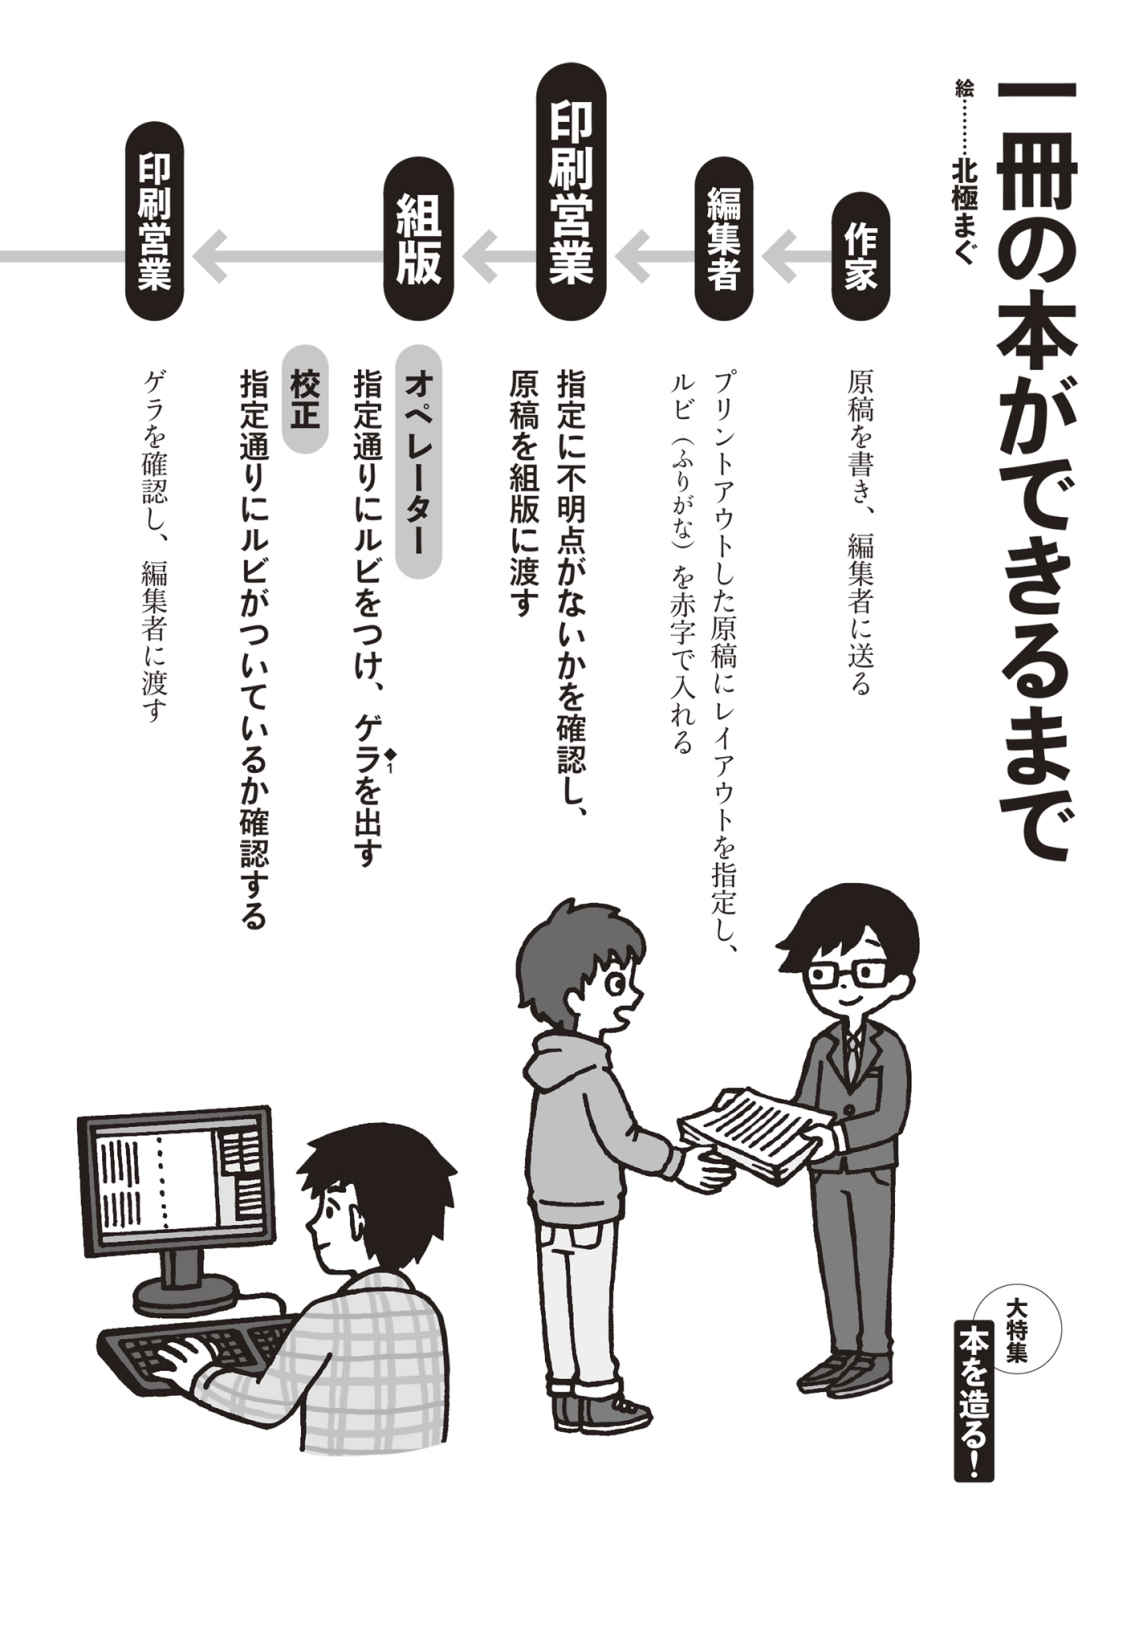 一冊の本ができるまで
絵………北極まぐ
大特集
本を造る！
作家
原稿を書き、編集者に送る
編集者
プリントアウトした原稿にレイアウトを指定し、
ルビ（ふりがな）を赤字で入れる
印刷営業
指定に不明点がないかを確認し、
原稿を組版に渡す
組版
オペレーター
指定通りにルビをつけ、ゲラを出す
◆1
校正
指定通りにルビがついているか確認する
印刷営業
ゲラを確認し、編集者に渡す